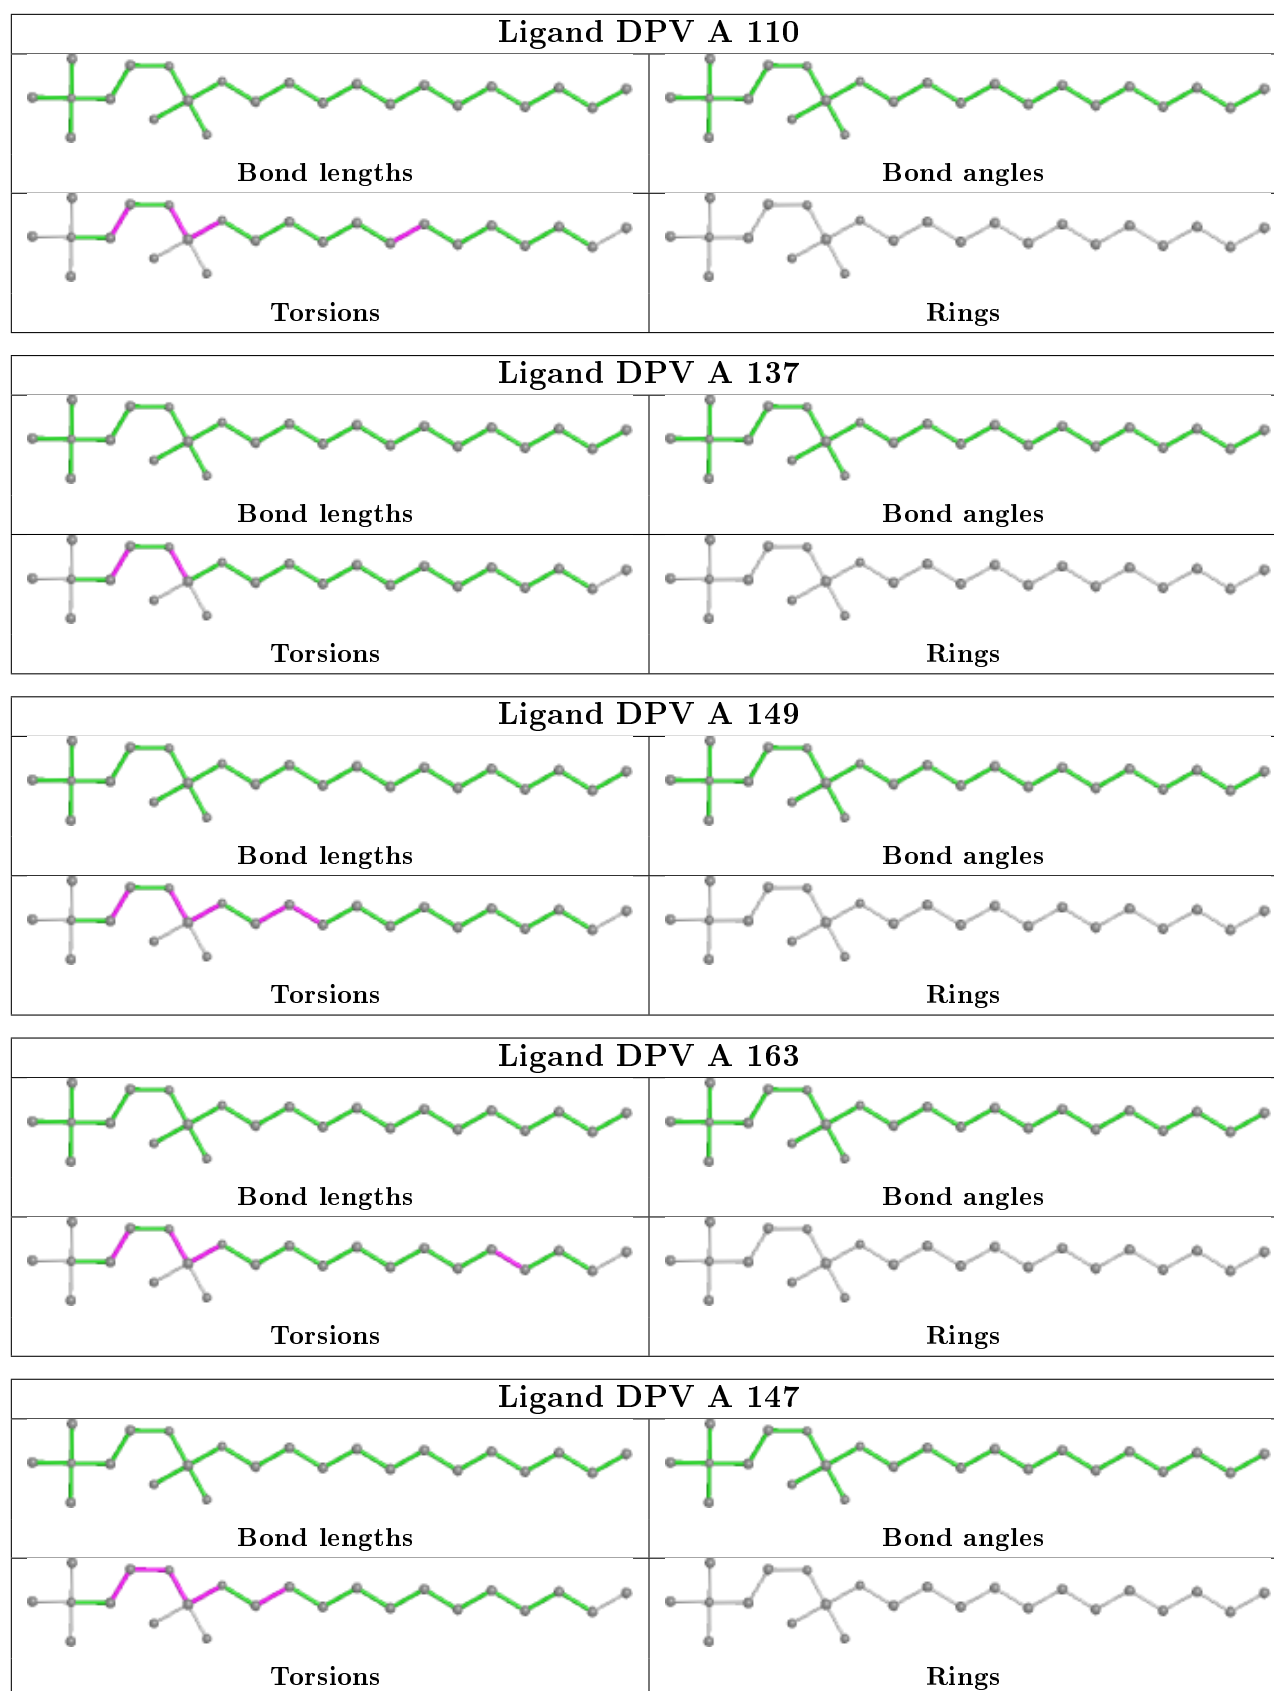 Ligand DPV A 110
Bond lengths
Bond angles
Torsions
Rings
Ligand DPV A 137
Bond lengths
Bond angles
Torsions
Rings
Ligand DPV A 149
Bond lengths
Bond angles
Torsions
Rings
Ligand DPV A 163
Bond lengths
Bond angles
Torsions
Rings
Ligand DPV A 147
Bond lengths
Bond angles
Torsions
Rings